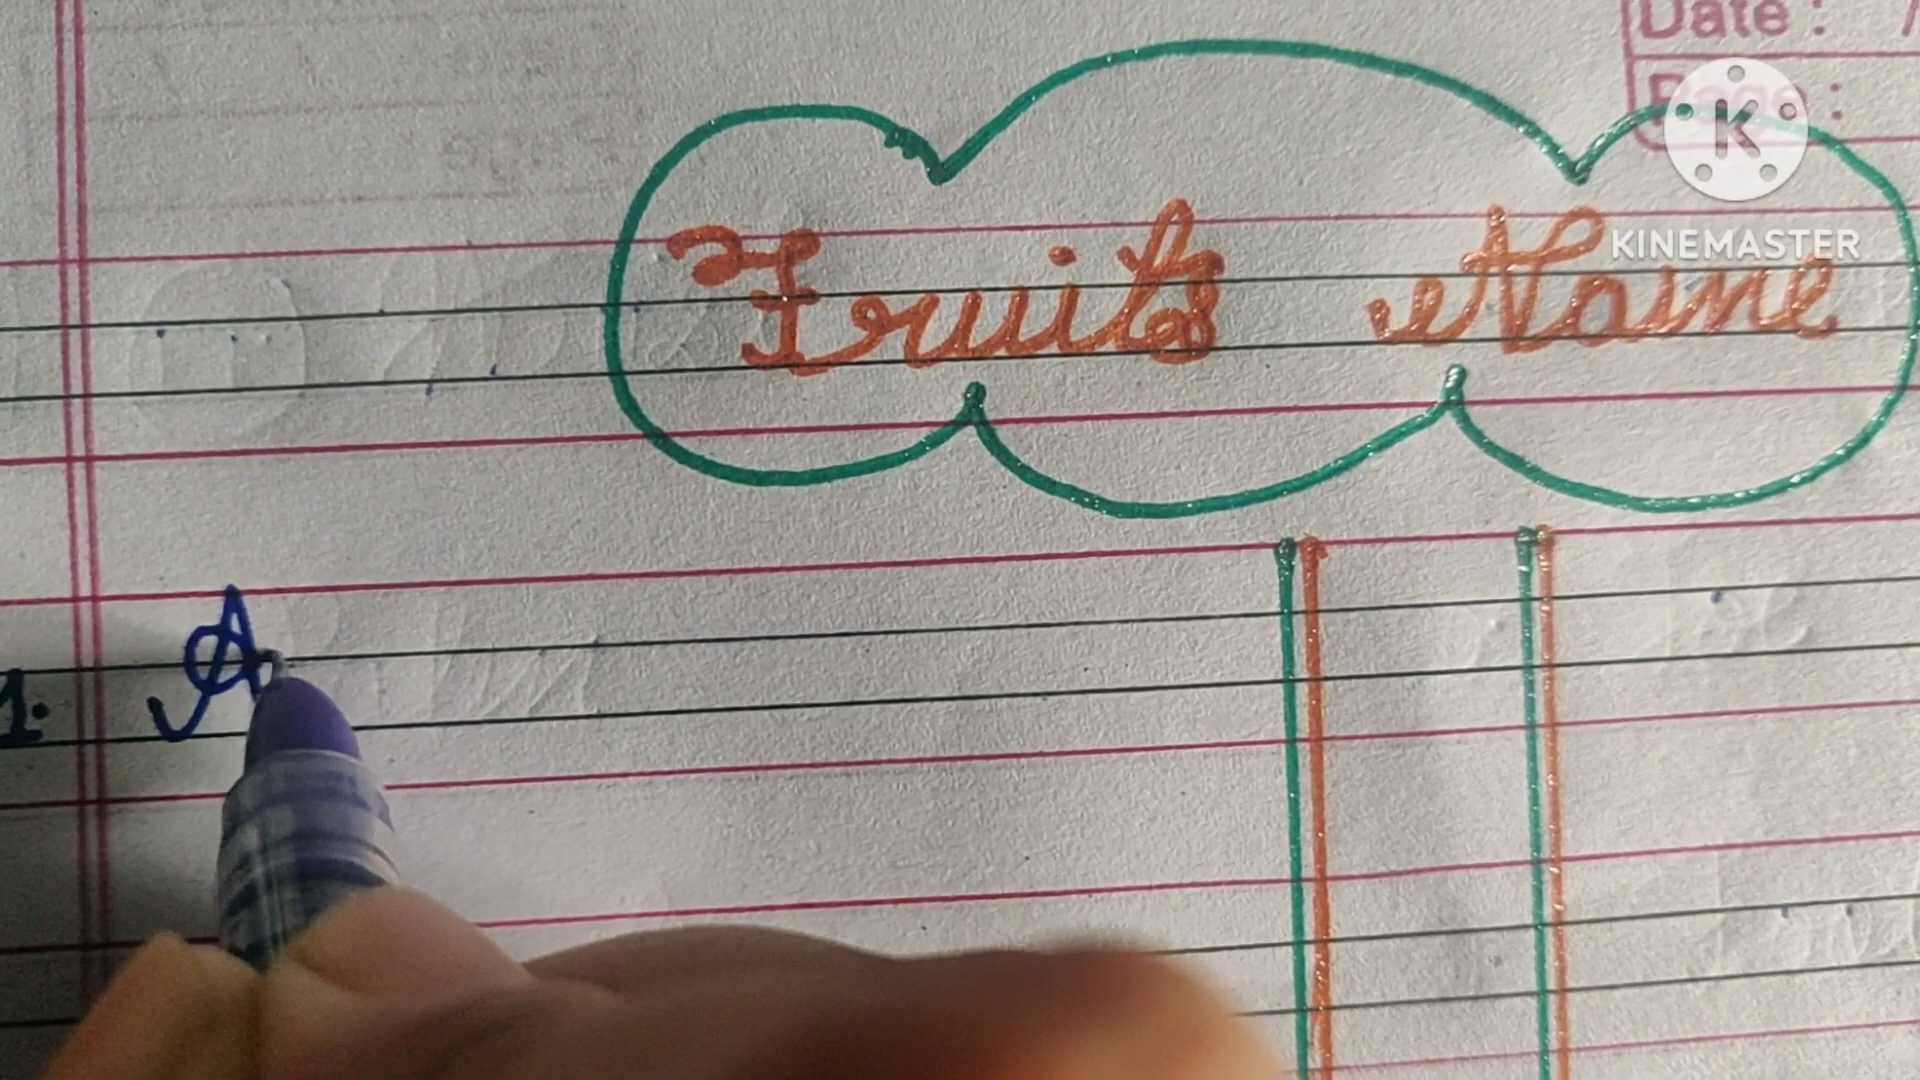 Date : /
Page :
K
KINEMASTER
Fruits Name
1. A